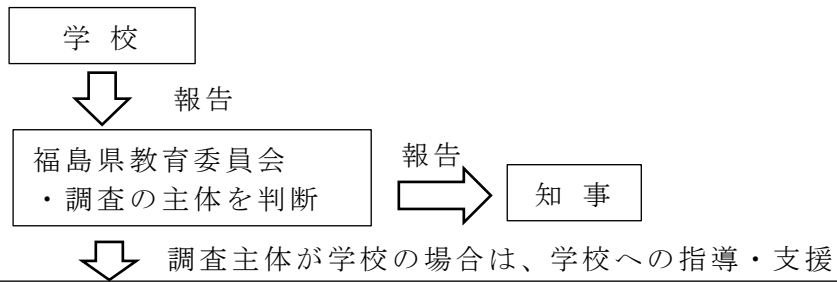 学 校
報告
福島県教育委員会
・調査の主体を判断
報告
知 事
調査主体が学校の場合は、学校への指導・支援